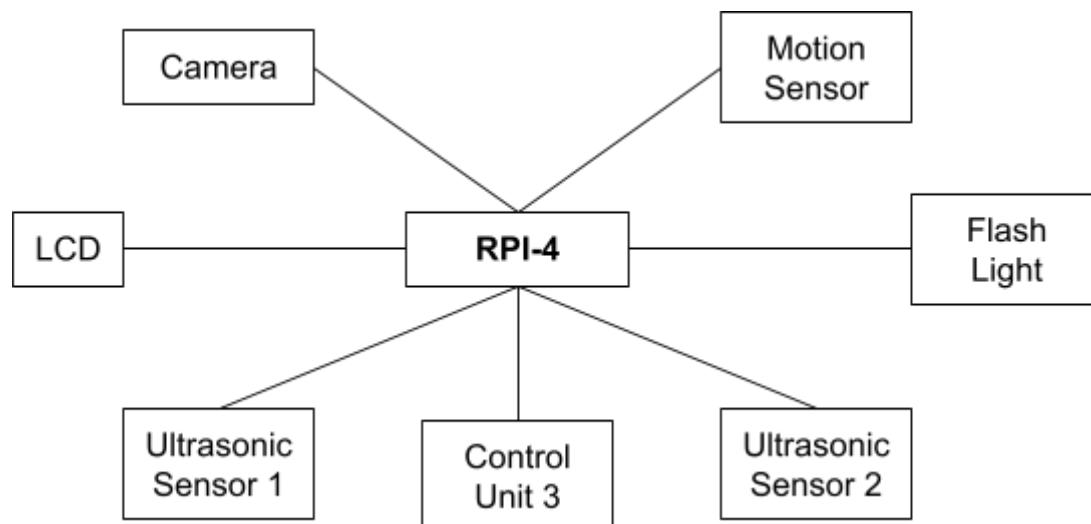 Camera
Motion
Sensor
LCD
RPI-4
Flash
Light
Ultrasonic
Sensor 1
Control
Unit 3
Ultrasonic
Sensor 2